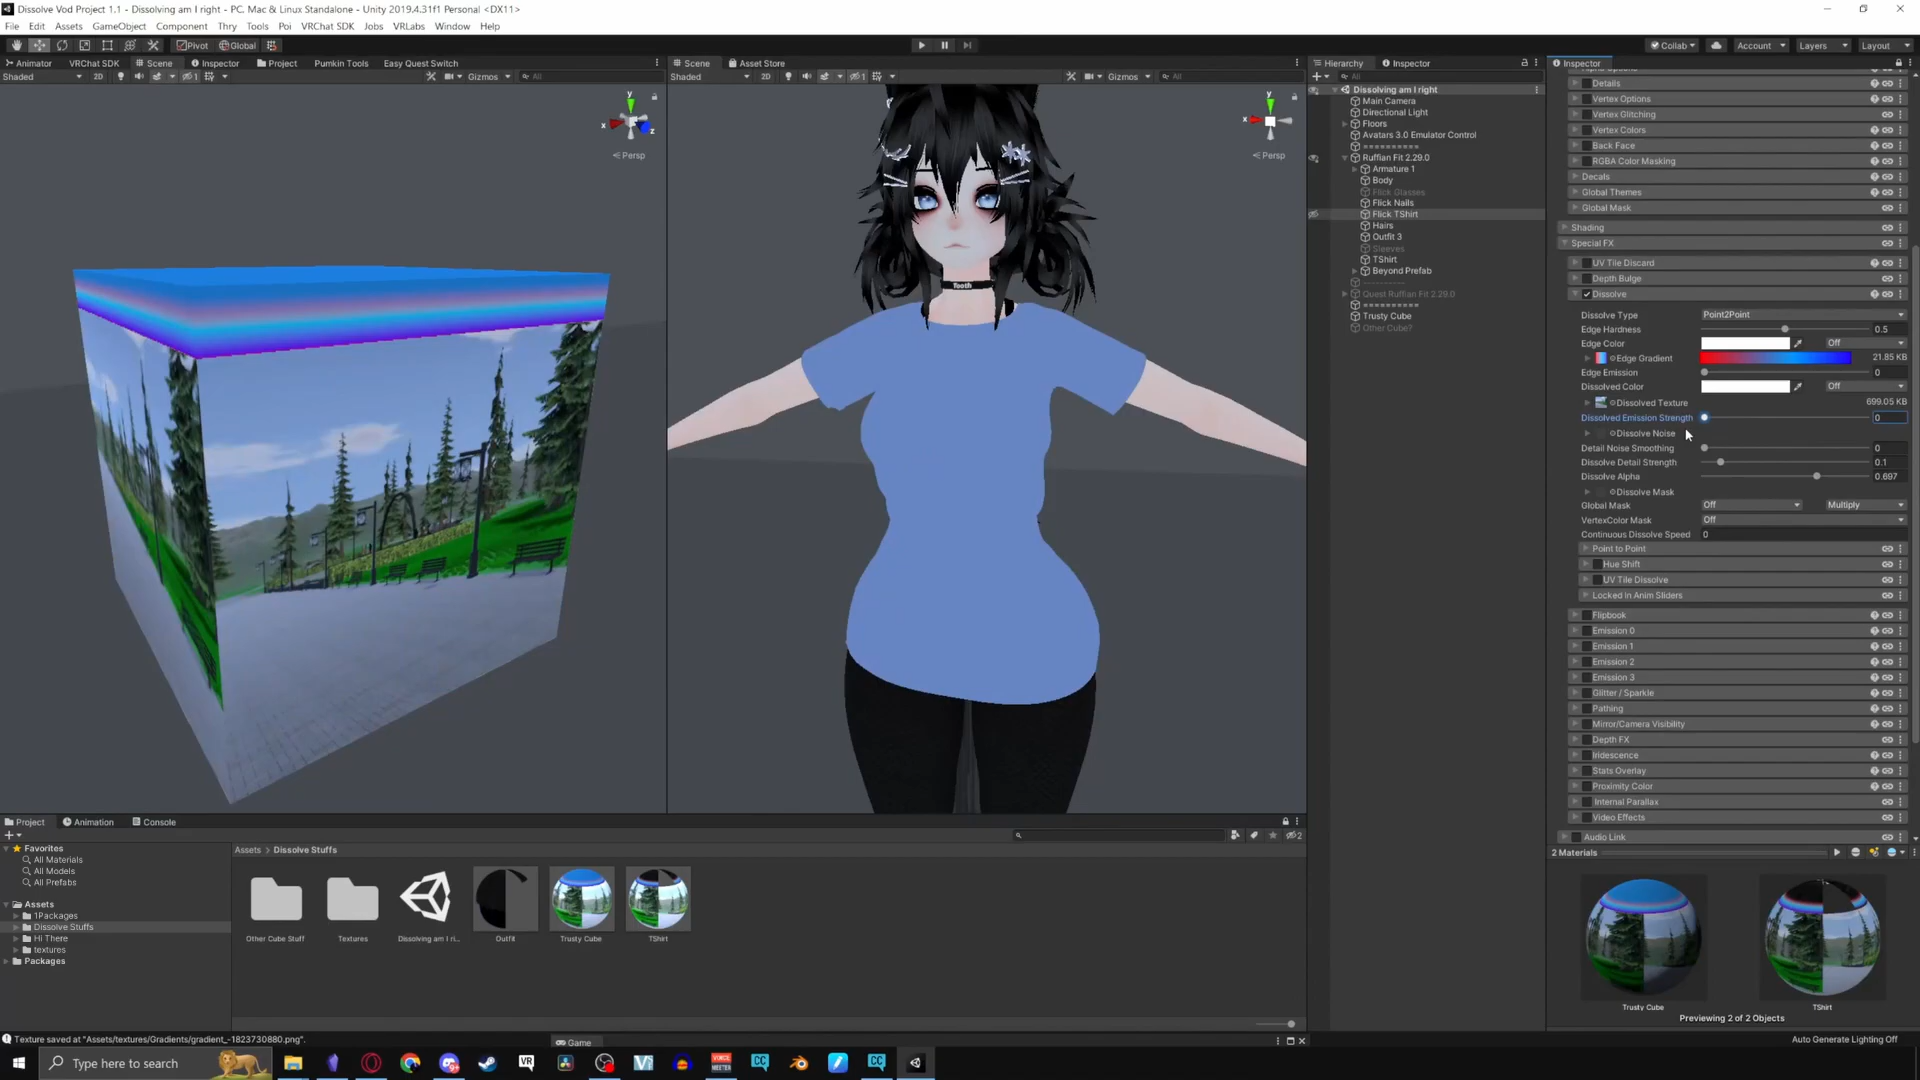 Dissolve Vod Project 1.1 - Dissolving am I right - PC, Mac & Linux Standalone - Unity 2019.4.31f1 Personal <DX11>
File Edit Assets GameObject Component Thry Tools Poi VRChat SDK Jobs VRLabs Window Help
Pivot Global Collab Account Layers Layout
Animator VRChat SDK Scene Inspector Project Pumkin Tools Easy Quest Switch
Shaded 2D Gizmos All
y
x z
Persp
Scene Asset Store
Shaded 2D Gizmos All
y
x
Persp
Tooth
Hierarchy Inspector
All
Dissolving am I right
Main Camera
Directional Light
Floors
Avatars 3.0 Emulator Control
==========
Ruffian Fit 2.29.0
Armature 1
Body
Flick Glasses
Flick Nails
Flick TShirt
Hairs
Outfit 3
Sleeves
TShirt
Beyond Prefab
----------
Quest Ruffian Fit 2.29.0
==========
Trusty Cube
Other Cube?
Inspector
Details
Vertex Options
Vertex Glitching
Vertex Colors
Back Face
RGBA Color Masking
Decals
Global Themes
Global Mask
Shading
Special FX
UV Tile Discard
Depth Bulge
Dissolve
Dissolve Type Point2Point
Edge Hardness 0.5
Edge Color Off
Edge Gradient 21.85 KB
Edge Emission 0
Dissolved Color Off
Dissolved Texture 699.05 KB
Dissolved Emission Strength 0
Dissolve Noise
Detail Noise Smoothing 0
Dissolve Detail Strength 0.1
Dissolve Alpha 0.697
Dissolve Mask
Global Mask Off Multiply
VertexColor Mask Off
Continuous Dissolve Speed 0
Point to Point
Hue Shift
UV Tile Dissolve
Locked in Anim Sliders
Flipbook
Emission 0
Emission 1
Emission 2
Emission 3
Glitter / Sparkle
Pathing
Mirror/Camera Visibility
Depth FX
Iridescence
Stats Overlay
Proximity Color
Internal Parallax
Video Effects
Audio Link
2 Materials
Trusty Cube TShirt
Previewing 2 of 2 Objects
Project Animation Console
2
Favorites
All Materials
All Models
All Prefabs
Assets
1Packages
Dissolve Stuffs
Hi There
textures
Packages
Assets > Dissolve Stuffs
Other Cube Stuff Textures Dissolving am I ri... Outfit Trusty Cube TShirt
Texture saved at "Assets/textures/Gradients/gradient_-1823730880.png".
Game
Auto Generate Lighting Off
Type here to search